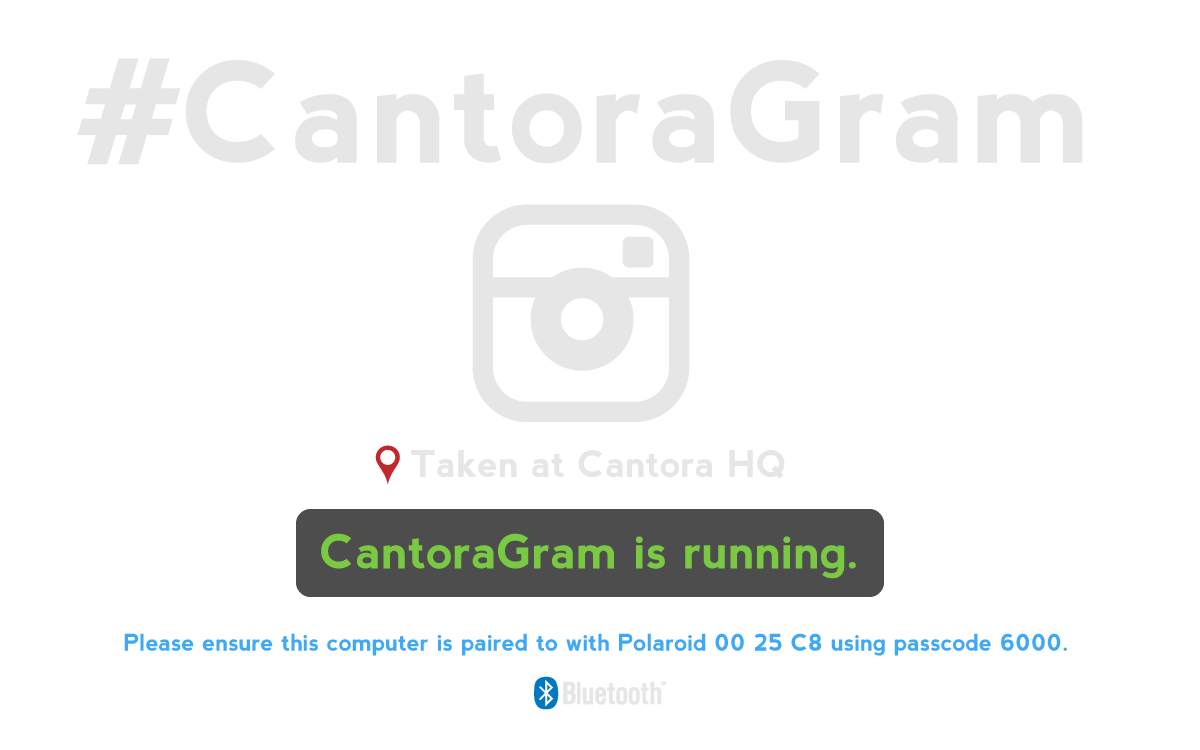 #CantoraGram
Taken at Cantora HQ
CantoraGram is running.
Please ensure this computer is paired to with Polaroid 00 25 C8 using passcode 6000.
Bluetooth™